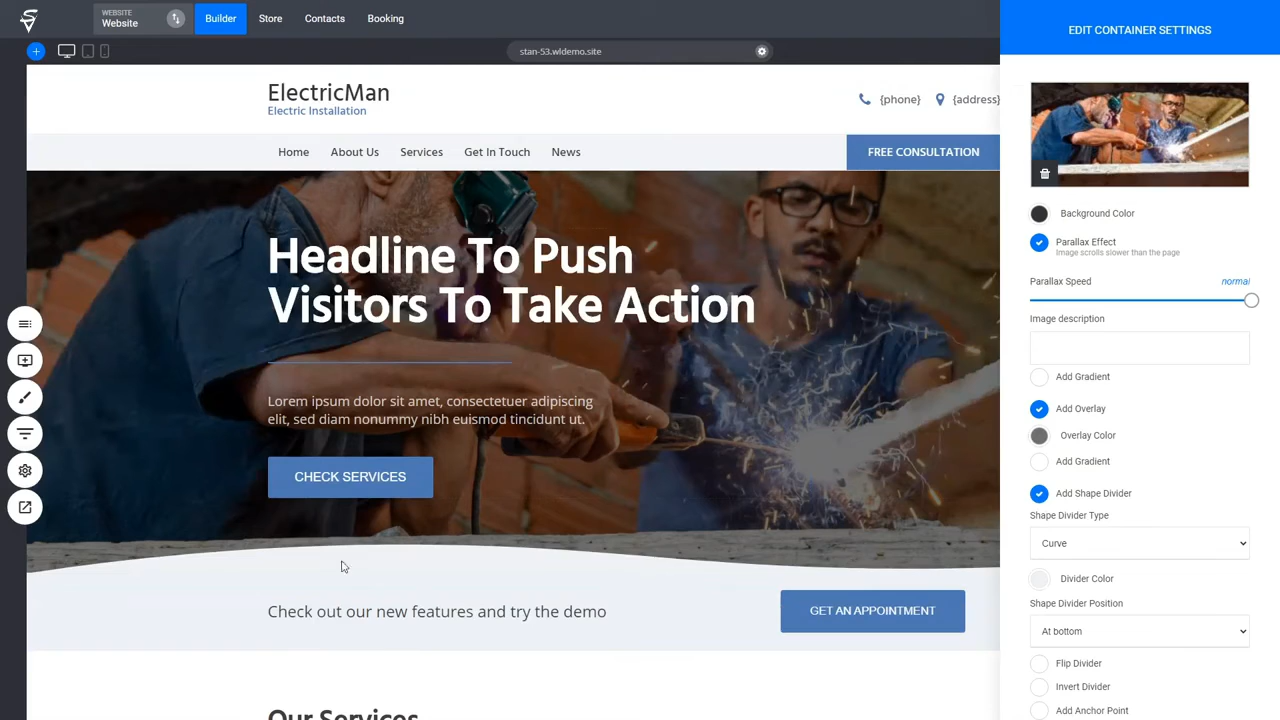 WEBSITE
Website
Builder
Store
Contacts
Booking
EDIT CONTAINER SETTINGS
stan-53.wldemo.site
ElectricMan
Electric Installation
{phone}
{address}
Home
About Us
Services
Get In Touch
News
FREE CONSULTATION
Headline To Push
Visitors To Take Action
Lorem ipsum dolor sit amet, consectetuer adipiscing
elit, sed diam nonummy nibh euismod tincidunt ut.
CHECK SERVICES
Check out our new features and try the demo
GET AN APPOINTMENT
Our Services
Background Color
Parallax Effect
Image scrolls slower than the page
Parallax Speed
normal
Image description
Add Gradient
Add Overlay
Overlay Color
Add Gradient
Add Shape Divider
Shape Divider Type
Curve
Divider Color
Shape Divider Position
At bottom
Flip Divider
Invert Divider
Add Anchor Point